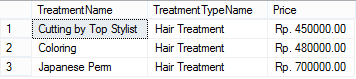 TreatmentName TreatmentTypeName Price
1 Cutting by Top Stylist Hair Treatment Rp. 450000.00
2 Coloring Hair Treatment Rp. 480000.00
3 Japanese Perm Hair Treatment Rp. 700000.00